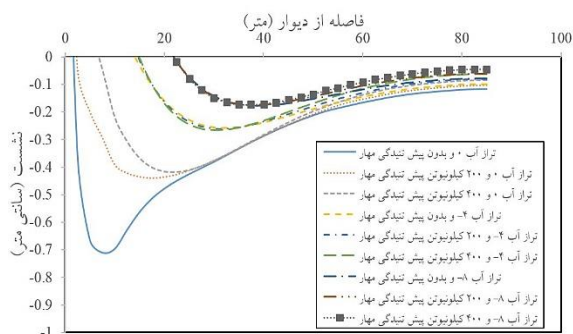 فاصله از دیوار (متر)
0 20 40 60 80 100
0
-0.1
-0.2
-0.3
-0.4
-0.5
-0.6
-0.7
-0.8
-0.9
-1
نشست (سانتی متر)
تراز آب ۰ و بدون پیش تنیدگی مهار
تراز آب ۰ و ۲۰۰ کیلونیوتن پیش تنیدگی مهار
تراز آب ۰ و ۴۰۰ کیلونیوتن پیش تنیدگی مهار
تراز آب ۴- و بدون پیش تنیدگی مهار
تراز آب ۴- و ۲۰۰ کیلونیوتن پیش تنیدگی مهار
تراز آب ۴- و ۴۰۰ کیلونیوتن پیش تنیدگی مهار
تراز آب ۸- و بدون پیش تنیدگی مهار
تراز آب ۸- و ۲۰۰ کیلونیوتن پیش تنیدگی مهار
تراز آب ۸- و ۴۰۰ کیلونیوتن پیش تنیدگی مهار